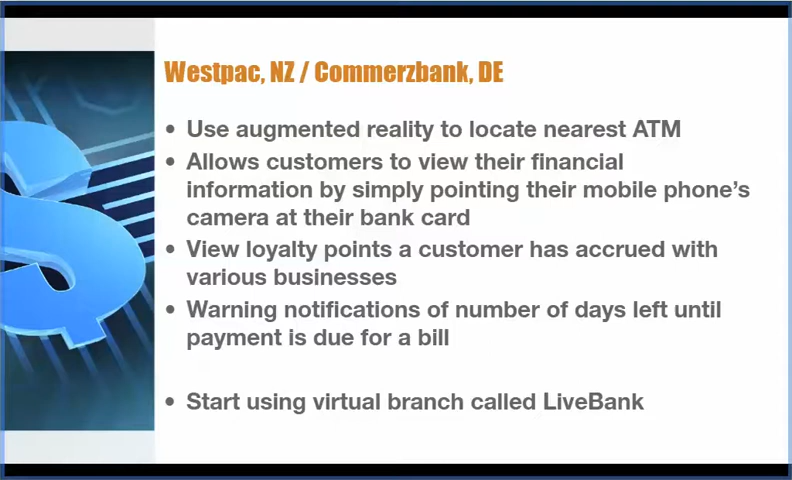 Westpac, NZ / Commerzbank, DE
• Use augmented reality to locate nearest ATM
• Allows customers to view their financial
information by simply pointing their mobile phone's
camera at their bank card
• View loyalty points a customer has accrued with
various businesses
• Warning notifications of number of days left until
payment is due for a bill
• Start using virtual branch called LiveBank